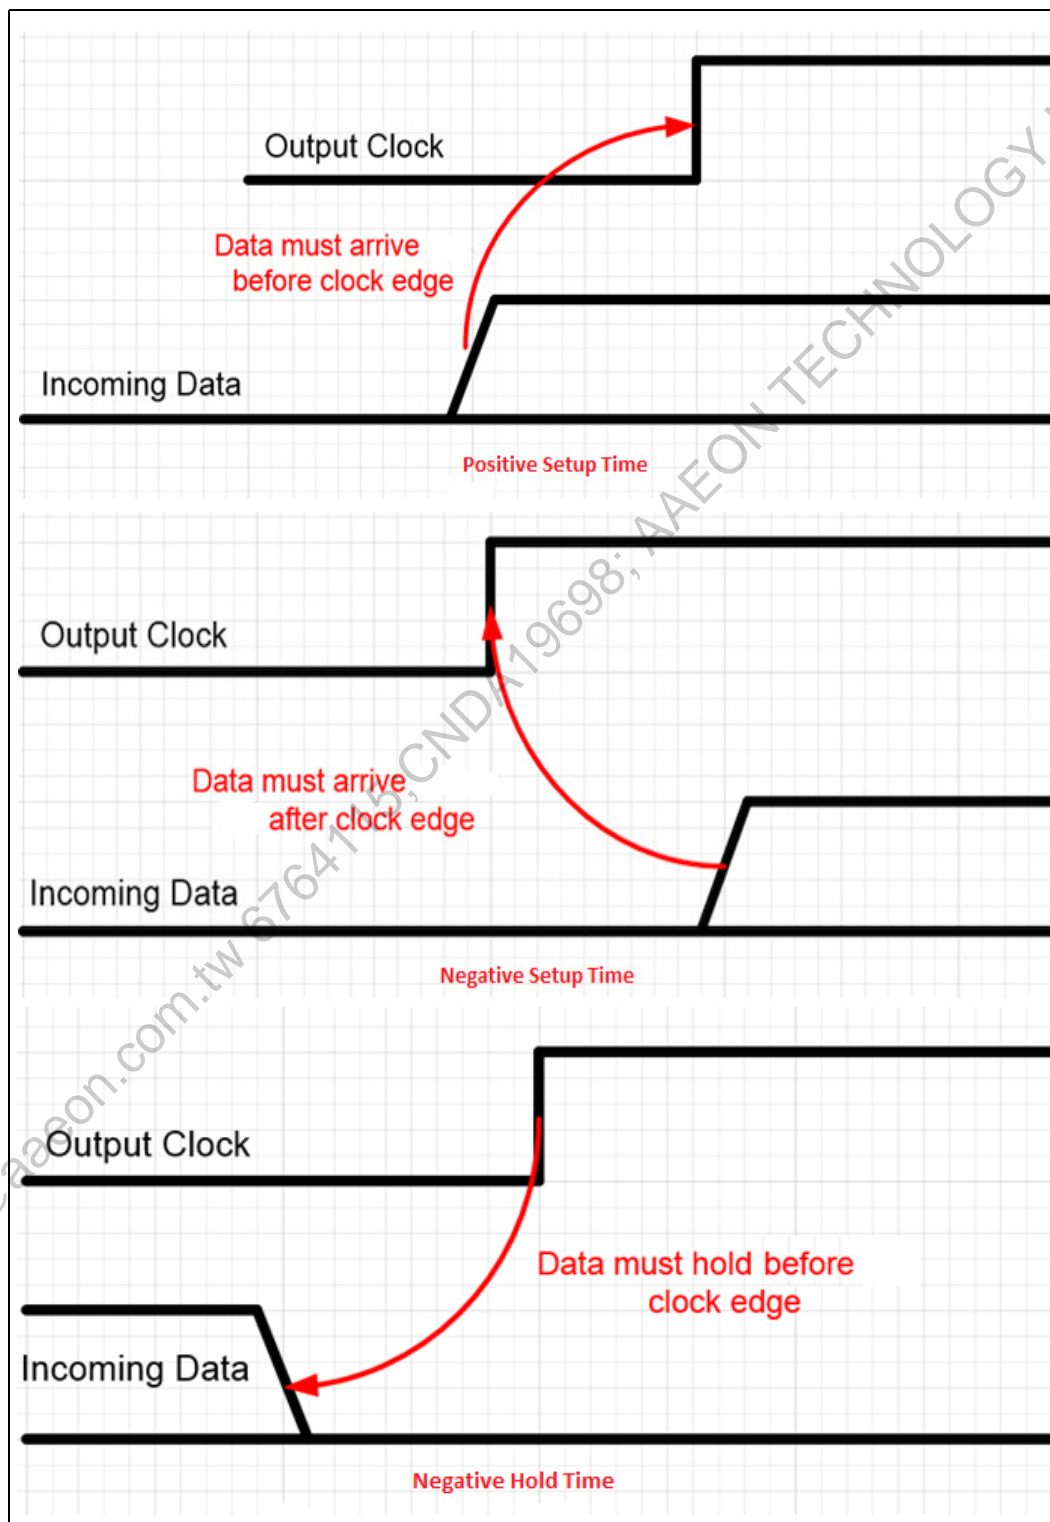 Output Clock
Data must arrive
before clock edge
Incoming Data
Positive Setup Time
Output Clock
Data must arrive
after clock edge
Incoming Data
Negative Setup Time
Output Clock
Data must hold before
clock edge
Incoming Data
Negative Hold Time
aaeon.com.tw 6764115;CNDA19698; AAEON TECHNOLOGY